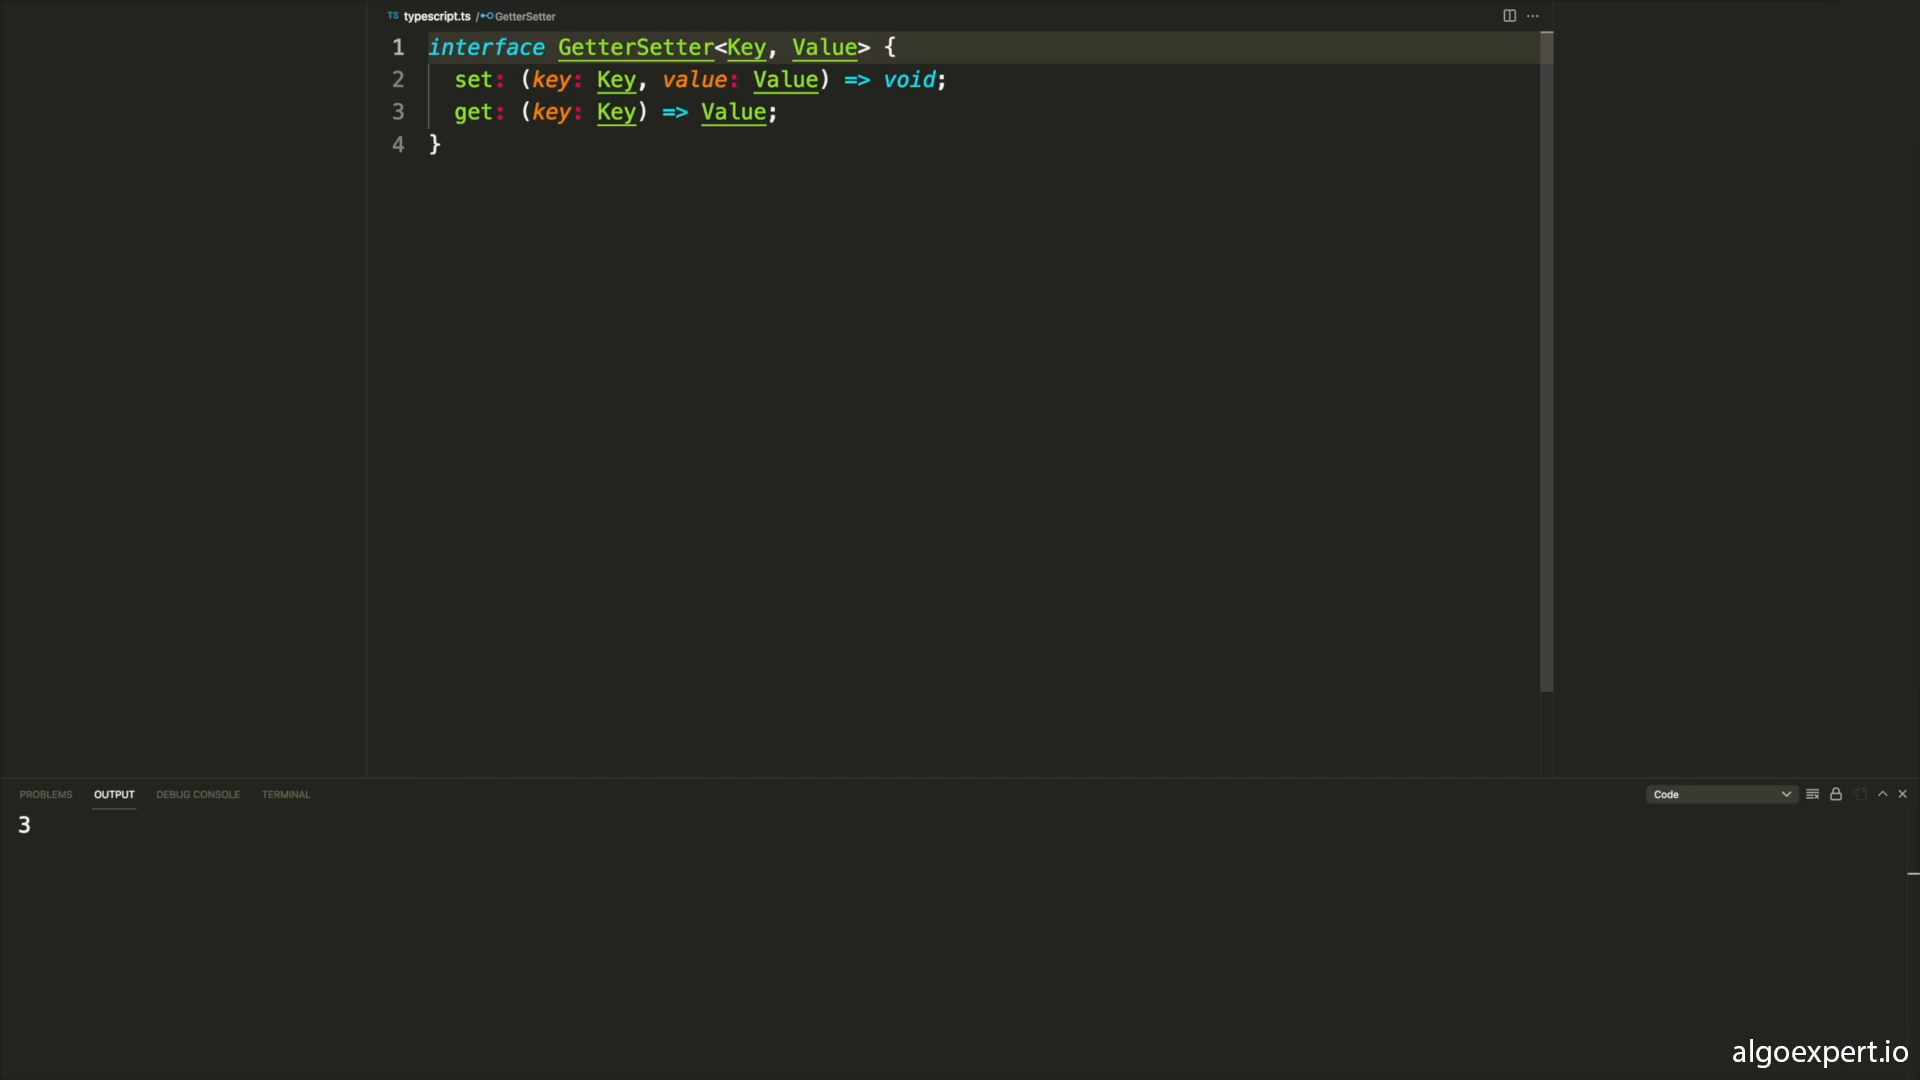 TS typescript.ts / GetterSetter
1 interface GetterSetter<Key, Value> {
2 set: (key: Key, value: Value) => void;
3 get: (key: Key) => Value;
4 }
PROBLEMS OUTPUT DEBUG CONSOLE TERMINAL Code
3
algoexpert.io